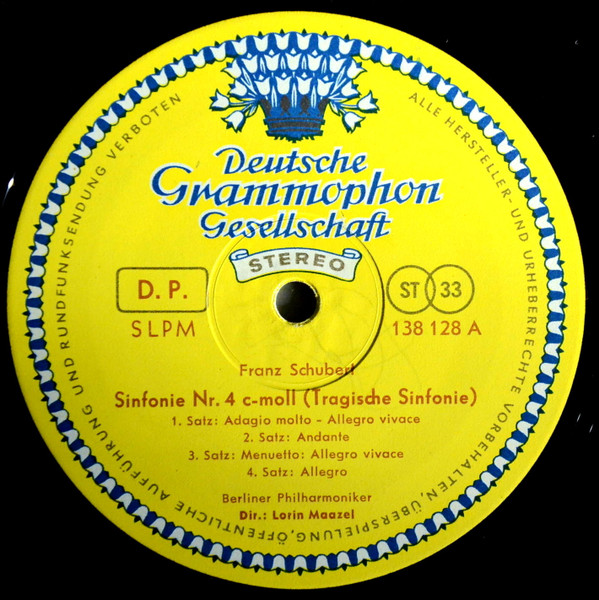 Deutsche
Grammophon
Gesellschaft
STEREO
D. P.
ST 33
SLPM
138 128 A
Franz Schubert
Sinfonie Nr. 4 c-moll (Tragische Sinfonie)
1. Satz: Adagio molto – Allegro vivace
2. Satz: Andante
3. Satz: Menuetto: Allegro vivace
4. Satz: Allegro
Berliner Philharmoniker
Dir.: Lorin Maazel
ALLE HERSTELLER- UND URHEBERRECHTE VORBEHALTEN, ÜBERSPIELUNG, ÖFFENTLICHE AUFFÜHRUNG UND RUNDFUNKSENDUNG VERBOTEN